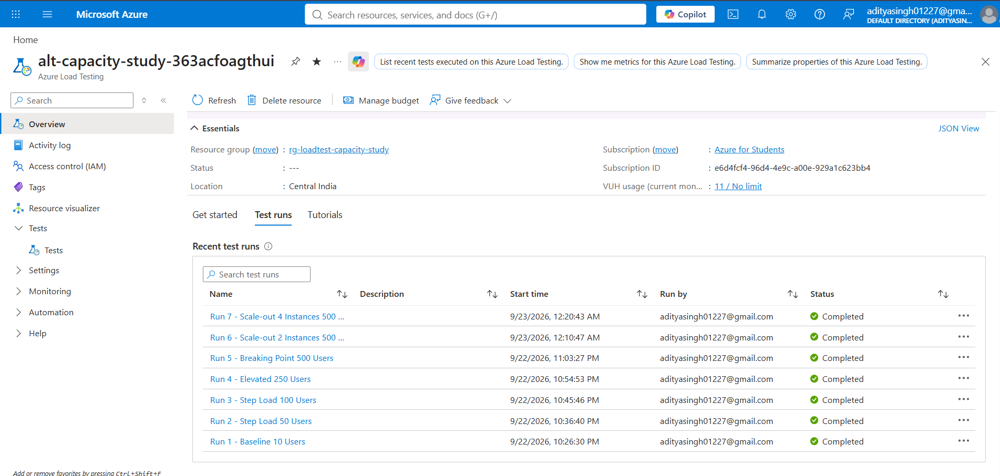 Microsoft Azure
Search resources, services, and docs (G+/)
Copilot
adityasingh01227@gma...
DEFAULT DIRECTORY (ADITYASIN...
Home
alt-capacity-study-363acfoagthui
Azure Load Testing
List recent tests executed on this Azure Load Testing.
Show me metrics for this Azure Load Testing.
Summarize properties of this Azure Load Testing.
Search
Overview
Activity log
Access control (IAM)
Tags
Resource visualizer
Tests
Tests
Settings
Monitoring
Automation
Help
Add or remove favorites by pressing Ctrl+Shift+F
Refresh
Delete resource
Manage budget
Give feedback
Essentials
JSON View
Resource group (move) : rg-loadtest-capacity-study
Status : ---
Location : Central India
Subscription (move) : Azure for Students
Subscription ID : e6d4fcf4-96d4-4e9c-a00e-929a1c623bb4
VUH usage (current mon... : 11 / No limit
Get started Test runs Tutorials
Recent test runs
Search test runs
Name Description Start time Run by Status
Run 7 - Scale-out 4 Instances 500 ... 9/23/2026, 12:20:43 AM adityasingh01227@gmail.com Completed
Run 6 - Scale-out 2 Instances 500 ... 9/23/2026, 12:10:47 AM adityasingh01227@gmail.com Completed
Run 5 - Breaking Point 500 Users 9/22/2026, 11:03:27 PM adityasingh01227@gmail.com Completed
Run 4 - Elevated 250 Users 9/22/2026, 10:54:53 PM adityasingh01227@gmail.com Completed
Run 3 - Step Load 100 Users 9/22/2026, 10:45:46 PM adityasingh01227@gmail.com Completed
Run 2 - Step Load 50 Users 9/22/2026, 10:36:40 PM adityasingh01227@gmail.com Completed
Run 1 - Baseline 10 Users 9/22/2026, 10:26:30 PM adityasingh01227@gmail.com Completed